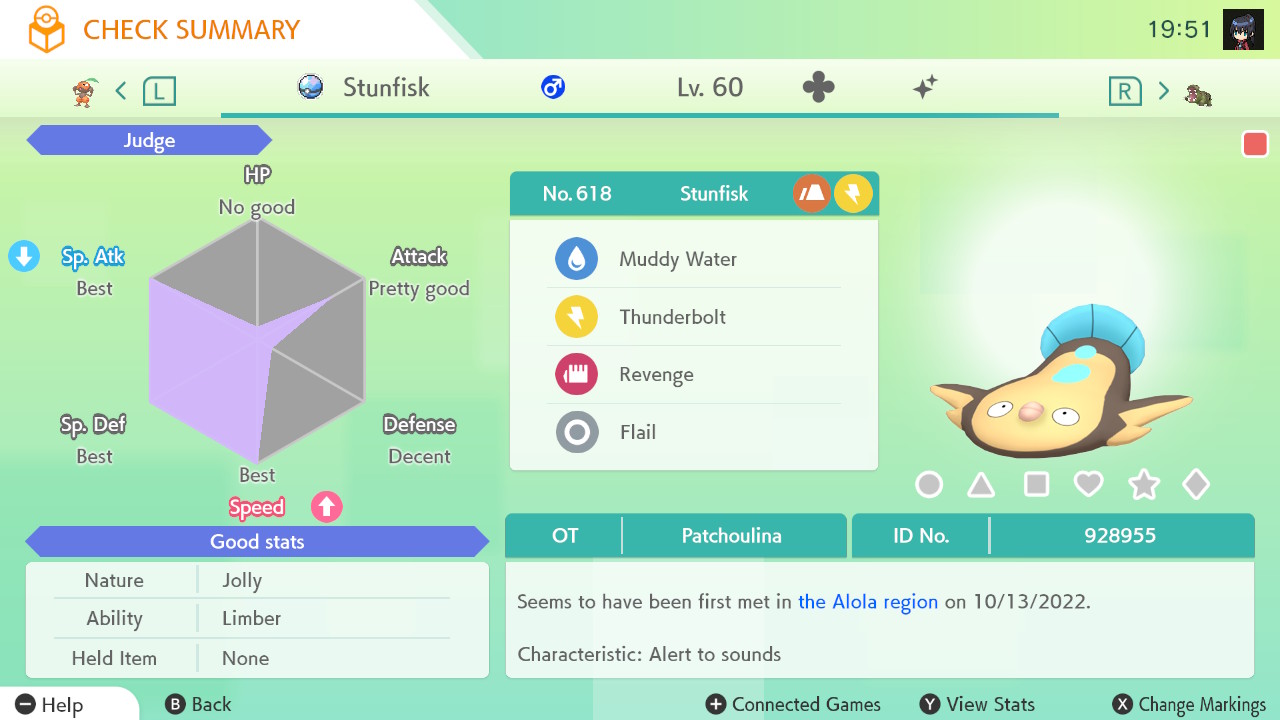 CHECK SUMMARY
19:51
L
Stunfisk
Lv. 60
R
Judge
HP
No good
Sp. Atk
Best
Attack
Pretty good
Sp. Def
Best
Defense
Decent
Best
Speed
No. 618 Stunfisk
Muddy Water
Thunderbolt
Revenge
Flail
Good stats
Nature Jolly
Ability Limber
Held Item None
OT Patchoulina
ID No. 928955
Seems to have been first met in the Alola region on 10/13/2022.
Characteristic: Alert to sounds
Help
B Back
Connected Games
Y View Stats
X Change Markings